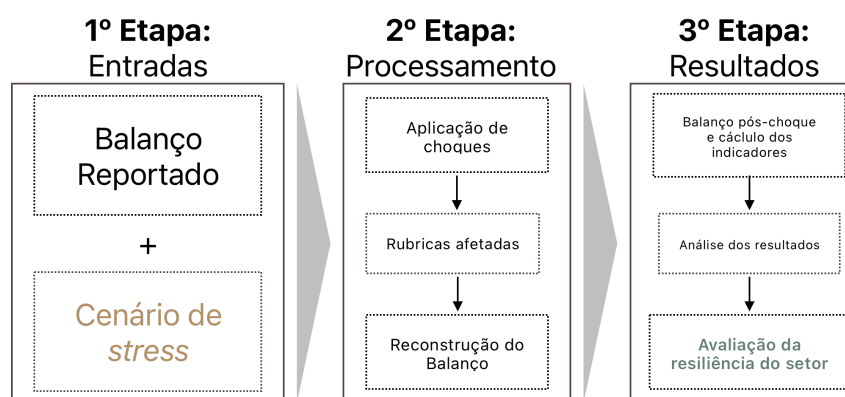 1º Etapa:
Entradas
Balanço
Reportado
+
Cenário de
stress
2º Etapa:
Processamento
Aplicação de
choques
Rubricas afetadas
Reconstrução do
Balanço
3º Etapa:
Resultados
Balanço pós-choque
e cáclulo dos
indicadores
Análise dos resultados
Avaliação da
resiliência do setor